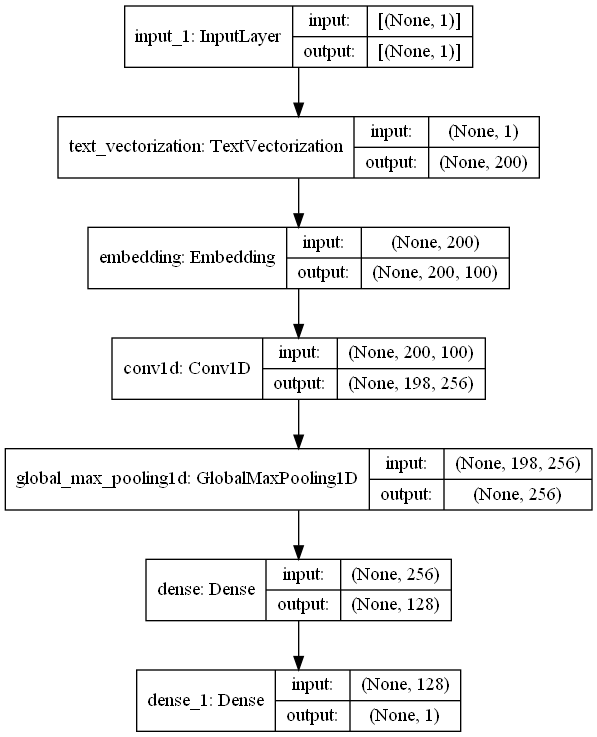 input_1: InputLayer
input: [(None, 1)]
output: [(None, 1)]
text_vectorization: TextVectorization
input: (None, 1)
output: (None, 200)
embedding: Embedding
input: (None, 200)
output: (None, 200, 100)
conv1d: Conv1D
input: (None, 200, 100)
output: (None, 198, 256)
global_max_pooling1d: GlobalMaxPooling1D
input: (None, 198, 256)
output: (None, 256)
dense: Dense
input: (None, 256)
output: (None, 128)
dense_1: Dense
input: (None, 128)
output: (None, 1)